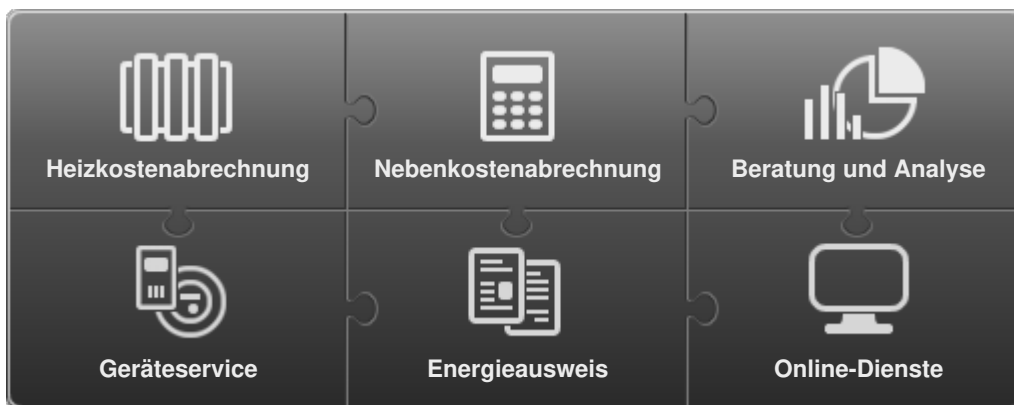 Heizkostenabrechnung
Nebenkostenabrechnung
Beratung und Analyse
Geräteservice
Energieausweis
Online-Dienste